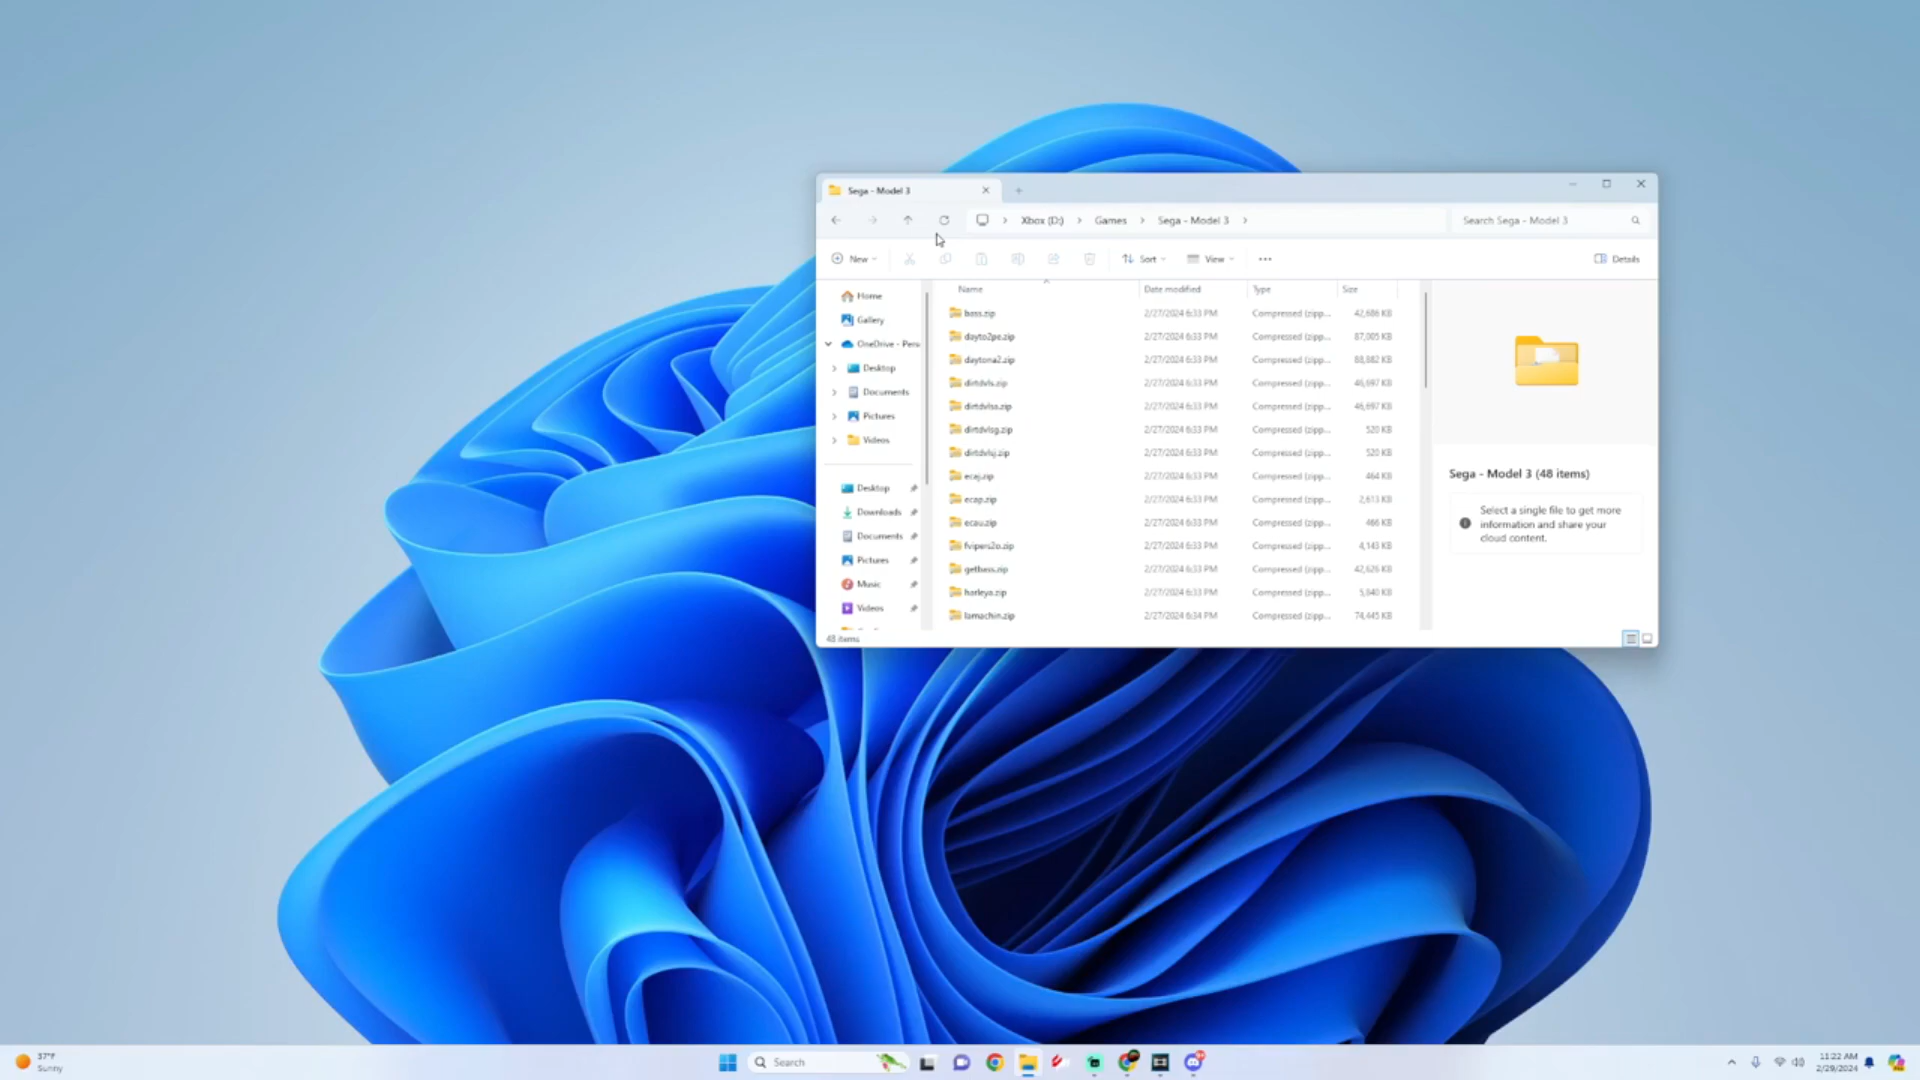 Sega - Model 3
Xbox (D:) > Games > Sega - Model 3 >
Search Sega - Model 3
New
Sort
View
Details
Name Date modified Type Size
Home
Gallery
OneDrive - Pers
Desktop
Documents
Pictures
Videos
Desktop
Downloads
Documents
Pictures
Music
Videos
bass.zip 2/27/2024 6:33 PM Compressed (zipp... 42,686 KB
dayto2pe.zip 2/27/2024 6:33 PM Compressed (zipp... 87,005 KB
daytona2.zip 2/27/2024 6:33 PM Compressed (zipp... 88,882 KB
dirtdvls.zip 2/27/2024 6:33 PM Compressed (zipp... 46,697 KB
dirtdvlsa.zip 2/27/2024 6:33 PM Compressed (zipp... 46,697 KB
dirtdvlsg.zip 2/27/2024 6:33 PM Compressed (zipp... 520 KB
dirtdvlsj.zip 2/27/2024 6:33 PM Compressed (zipp... 520 KB
ecaj.zip 2/27/2024 6:33 PM Compressed (zipp... 464 KB
ecap.zip 2/27/2024 6:33 PM Compressed (zipp... 2,613 KB
ecau.zip 2/27/2024 6:33 PM Compressed (zipp... 466 KB
fvipers2o.zip 2/27/2024 6:33 PM Compressed (zipp... 4,143 KB
getbass.zip 2/27/2024 6:33 PM Compressed (zipp... 42,626 KB
harleya.zip 2/27/2024 6:33 PM Compressed (zipp... 5,840 KB
lamachin.zip 2/27/2024 6:34 PM Compressed (zipp... 74,445 KB
Sega - Model 3 (48 items)
Select a single file to get more
information and share your
cloud content.
48 items
37°F
Sunny
Search
11:22 AM
2/29/2024